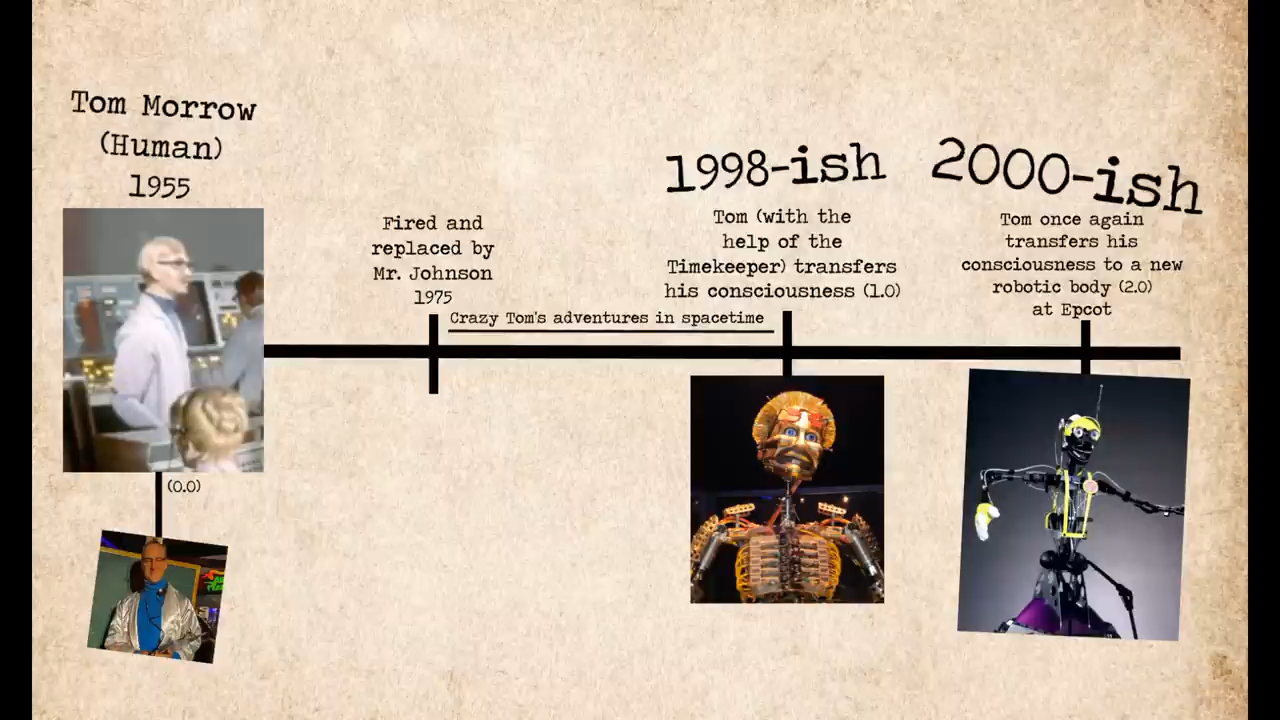 Tom Morrow
(Human)
1955
Fired and
replaced by
Mr. Johnson
1975
Crazy Tom's adventures in spacetime
1998-ish
Tom (with the
help of the
Timekeeper) transfers
his consciousness (1.0)
2000-ish
Tom once again
transfers his
consciousness to a new
robotic body (2.0)
at Epcot
(0.0)